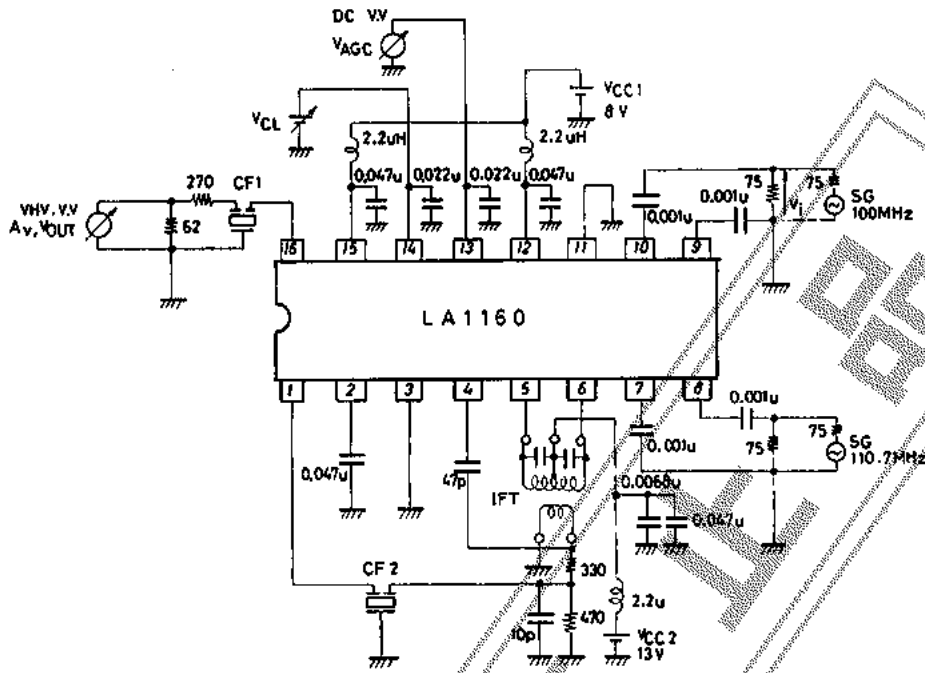 DC V.V
VAGC
VCC1
8V
VCL
2.2uH
2.2uH
0.047u
0.022u
0.022u
0.047u
270
CF1
VHV.V.V
AV, VOUT
62
0.001u
0.001u
75
Vi
75
SG
100MHz
16
15
14
13
12
11
10
9
LA1160
1
2
3
4
5
6
7
8
0.047u
47p
IFT
0.001u
0.001u
75
75
SG
110.7MHz
0.0068u
0.047u
CF 2
10p
330
470
2.2u
VCC2
13V